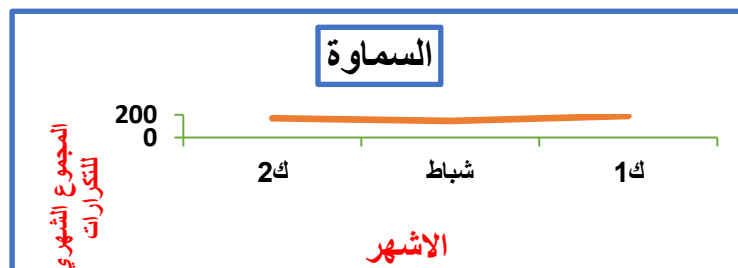 السماوة
200
0
المجموع الشهري
للتكرارات
ك2
شباط
ك1
الاشهر